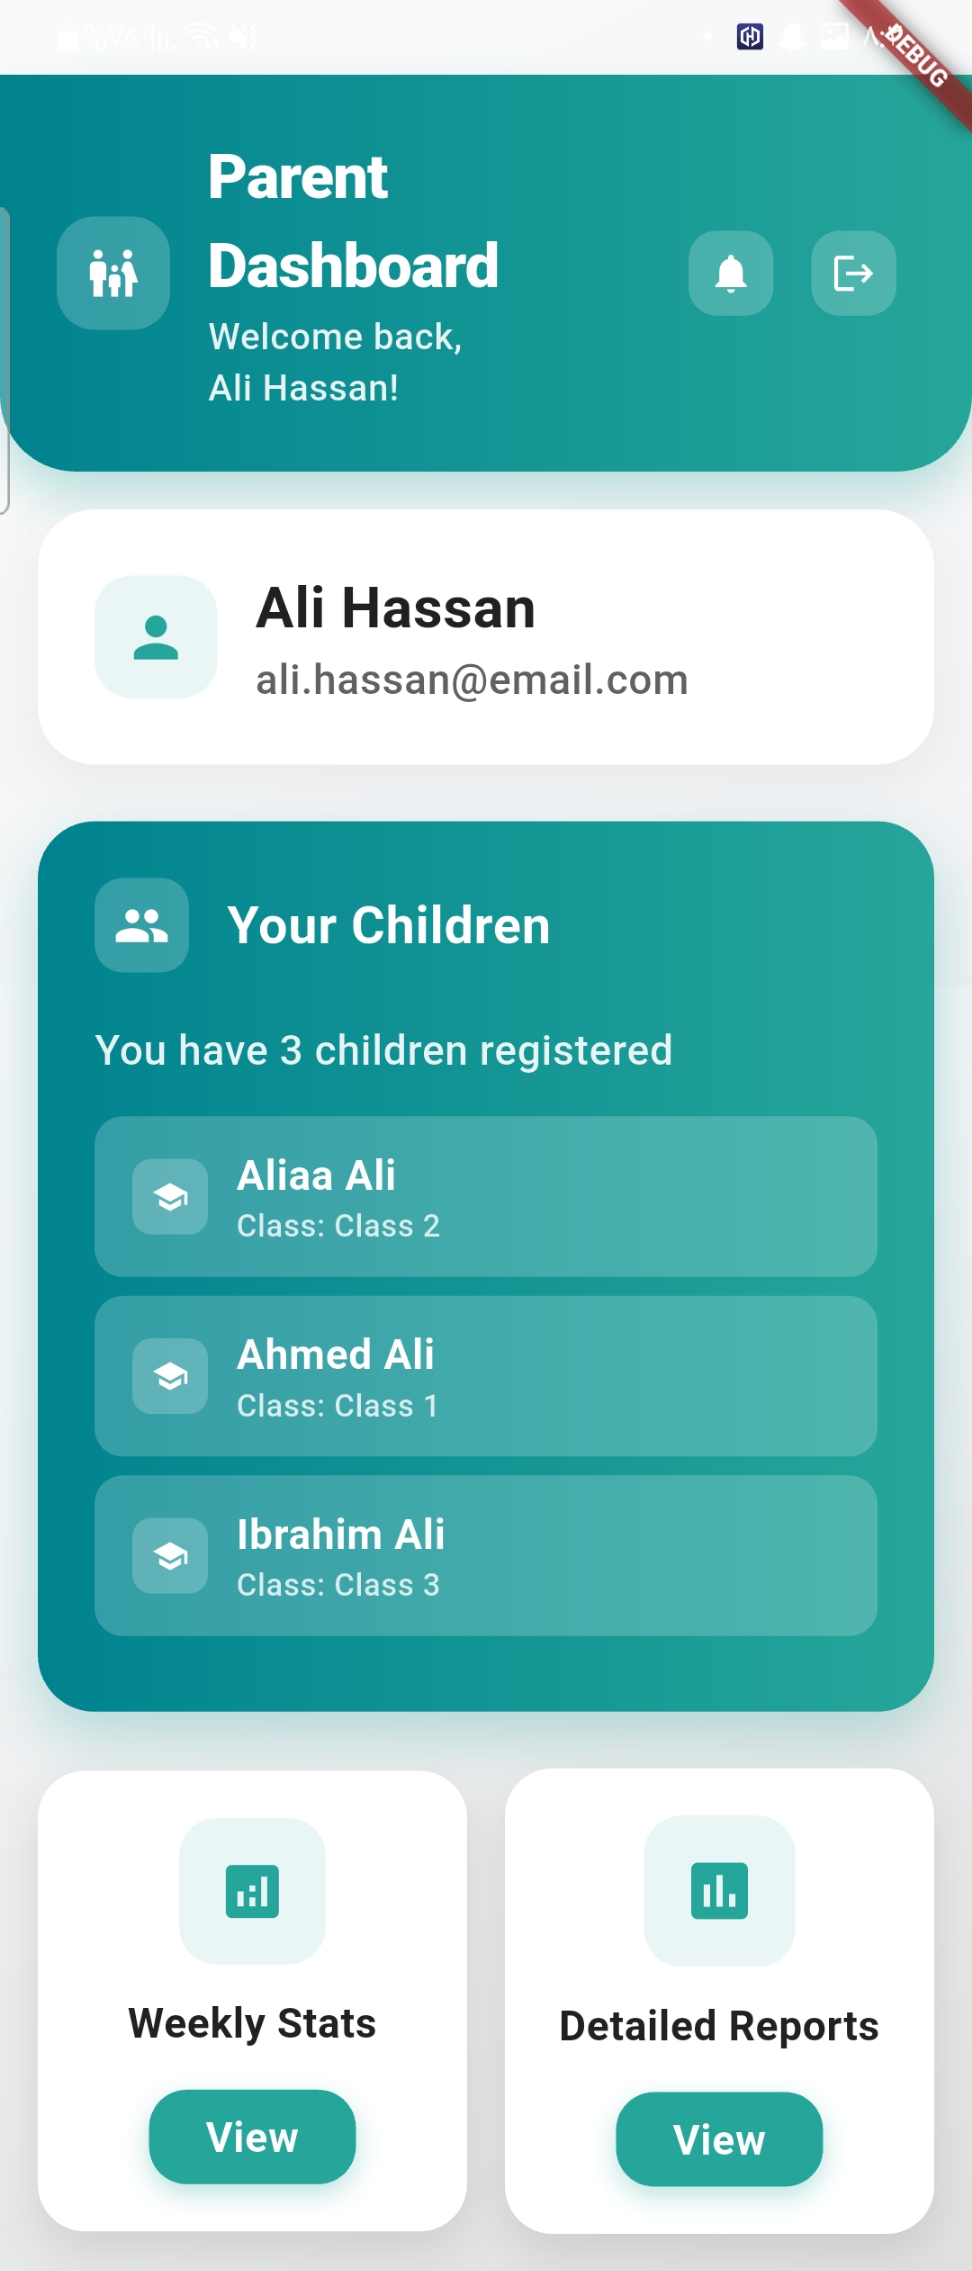 %٧٨
DEBUG
Parent
Dashboard
Welcome back,
Ali Hassan!
Ali Hassan
ali.hassan@email.com
Your Children
You have 3 children registered
Aliaa Ali
Class: Class 2
Ahmed Ali
Class: Class 1
Ibrahim Ali
Class: Class 3
Weekly Stats
Detailed Reports
View
View